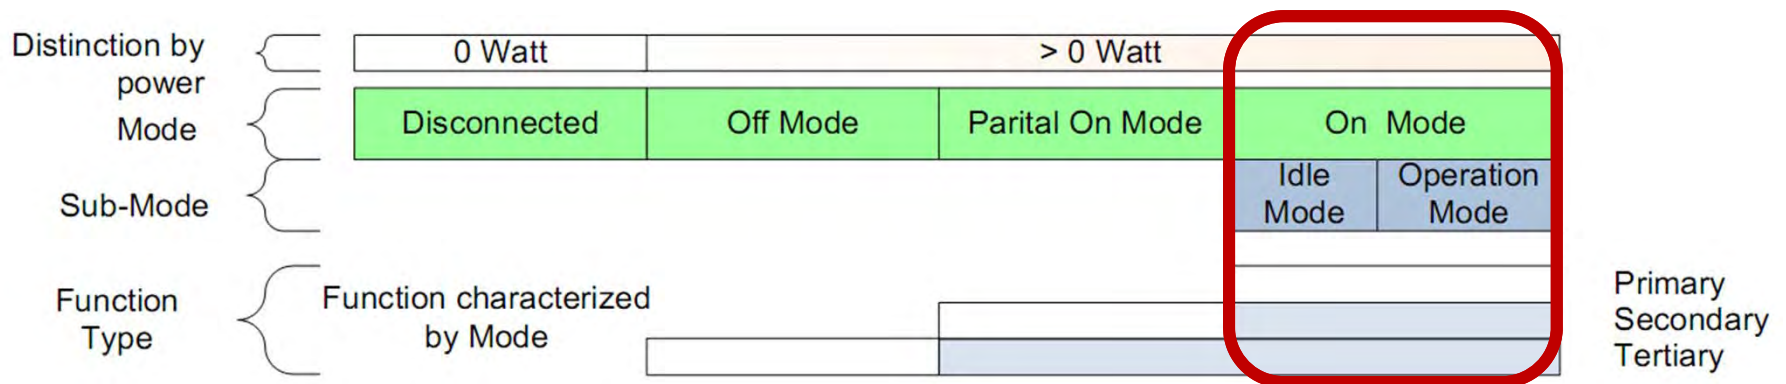 Distinction by
power
0 Watt
> 0 Watt
Mode
Disconnected
Off Mode
Parital On Mode
On Mode
Sub-Mode
Idle
Mode
Operation
Mode
Function
Type
Function characterized
by Mode
Primary
Secondary
Tertiary